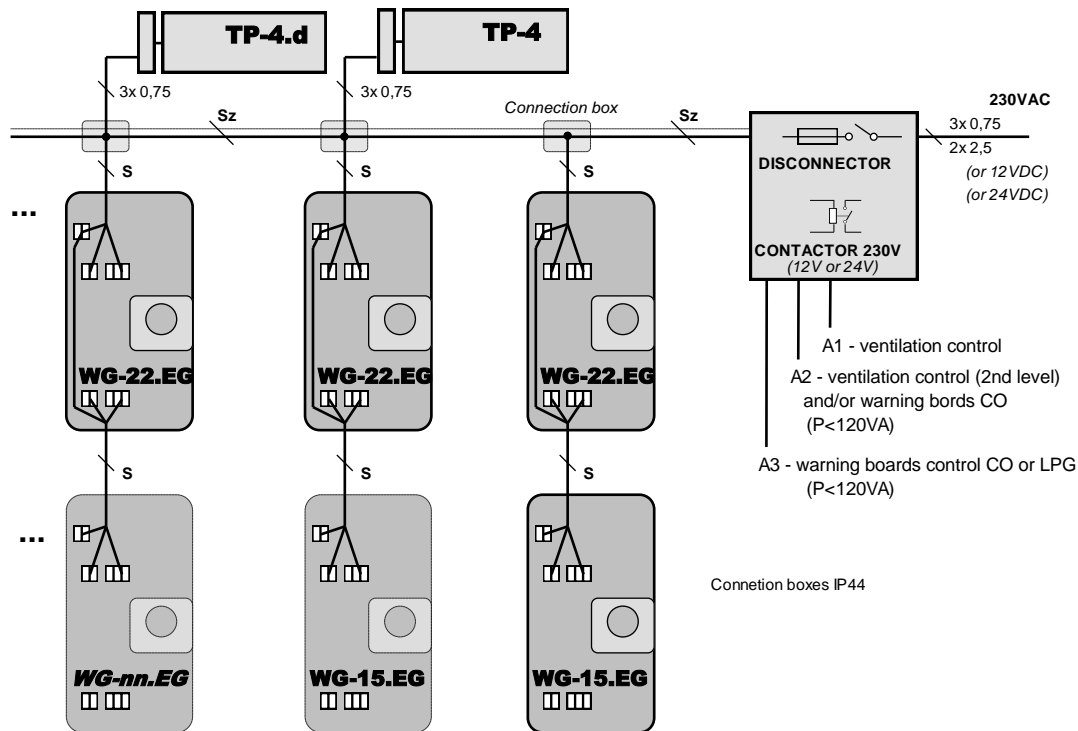 TP-4.d
TP-4
3x 0,75
3x 0,75
Connection box
Sz
Sz
230VAC
3x 0,75
2x 2,5
(or 12VDC)
(or 24VDC)
DISCONNECTOR
CONTACTOR 230V
(12V or 24V)
S
S
S
...
WG-22.EG
WG-22.EG
WG-22.EG
A1 - ventilation control
A2 - ventilation control (2nd level)
and/or warning bords CO
(P<120VA)
A3 - warning boards control CO or LPG
(P<120VA)
S
S
S
...
Connetion boxes IP44
WG-nn.EG
WG-15.EG
WG-15.EG